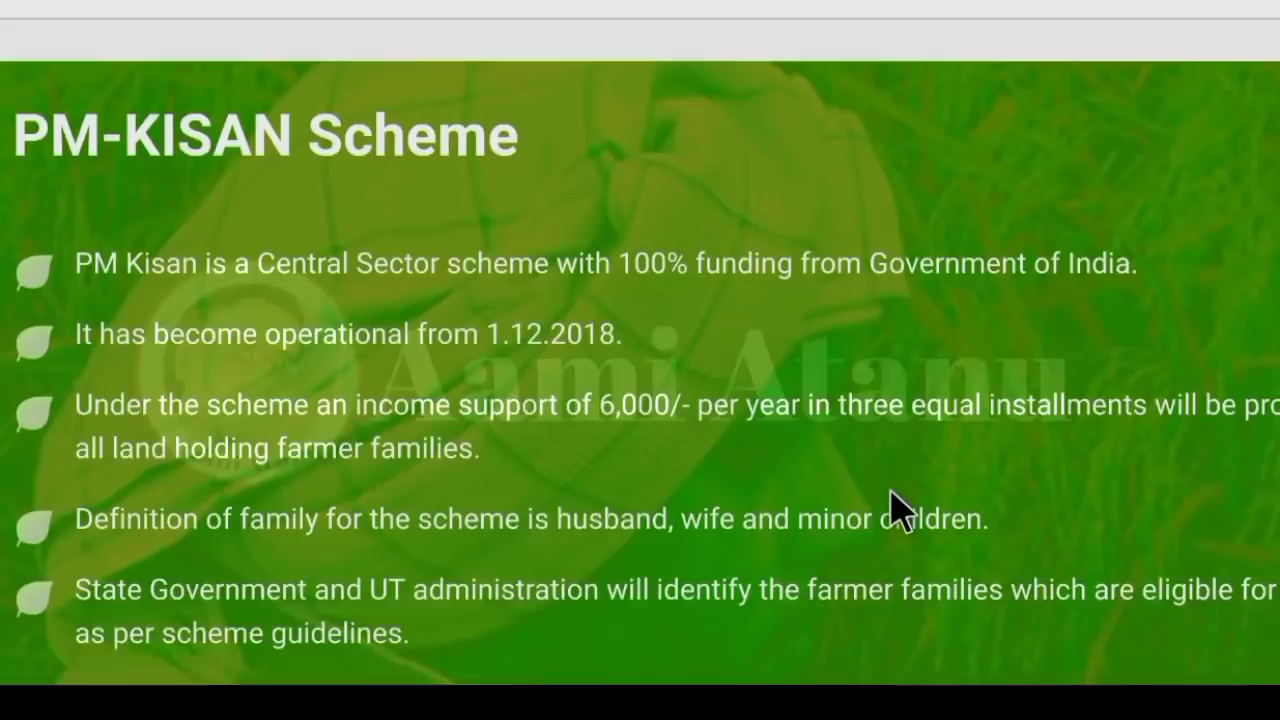 PM-KISAN Scheme
PM Kisan is a Central Sector scheme with 100% funding from Government of India.
It has become operational from 1.12.2018.
Under the scheme an income support of 6,000/- per year in three equal installments will be
all land holding farmer families.
Definition of family for the scheme is husband, wife and minor children.
State Government and UT administration will identify the farmer families which are eligible for
as per scheme guidelines.
Aami Atanu